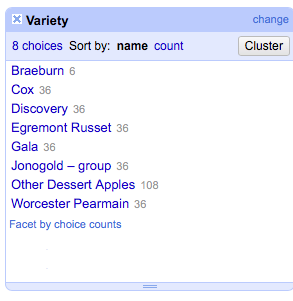 Variety change
8 choices Sort by: name count Cluster
Braeburn 6
Cox 36
Discovery 36
Egremont Russet 36
Gala 36
Jonogold – group 36
Other Dessert Apples 108
Worcester Pearmain 36
Facet by choice counts